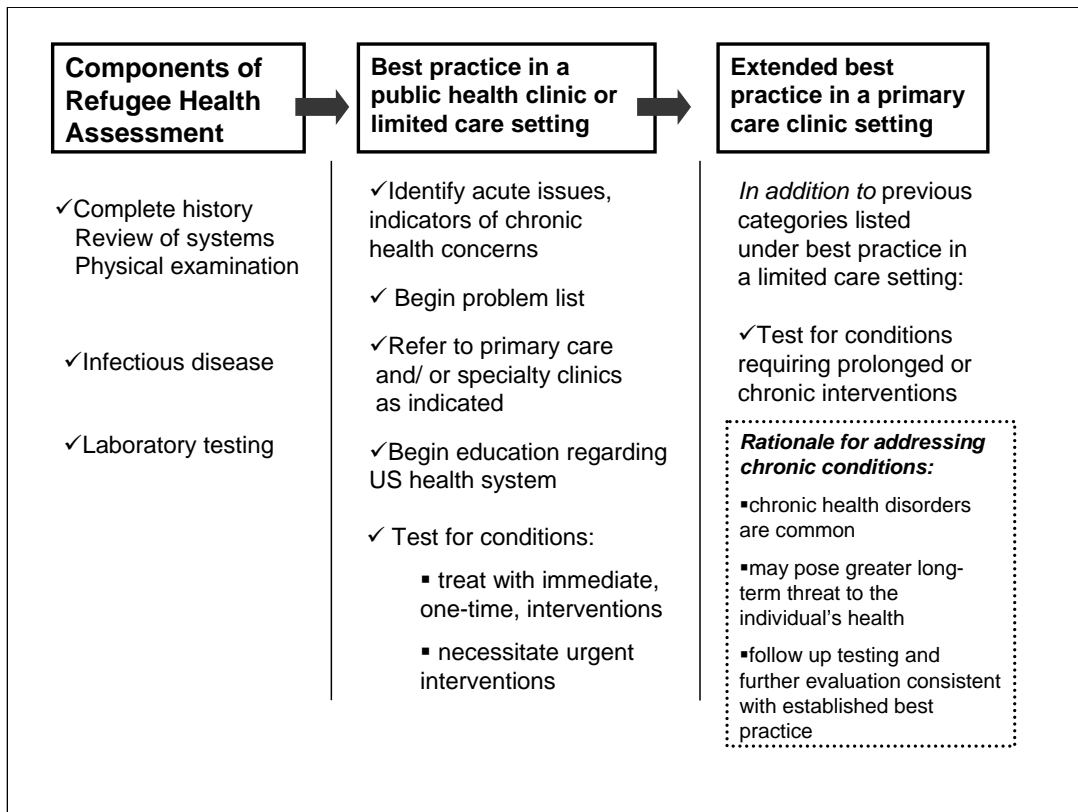 Components of
Refugee Health
Assessment
✓Complete history
Review of systems
Physical examination
✓Infectious disease
✓Laboratory testing
Best practice in a
public health clinic or
limited care setting
✓Identify acute issues,
indicators of chronic
health concerns
✓ Begin problem list
✓Refer to primary care
and/ or specialty clinics
as indicated
✓Begin education regarding
US health system
✓ Test for conditions:
▪ treat with immediate,
one-time, interventions
▪ necessitate urgent
interventions
Extended best
practice in a primary
care clinic setting
In addition to previous
categories listed
under best practice in
a limited care setting:
✓Test for conditions
requiring prolonged or
chronic interventions
Rationale for addressing
chronic conditions:
▪chronic health disorders
are common
▪may pose greater long-
term threat to the
individual’s health
▪follow up testing and
further evaluation consistent
with established best
practice